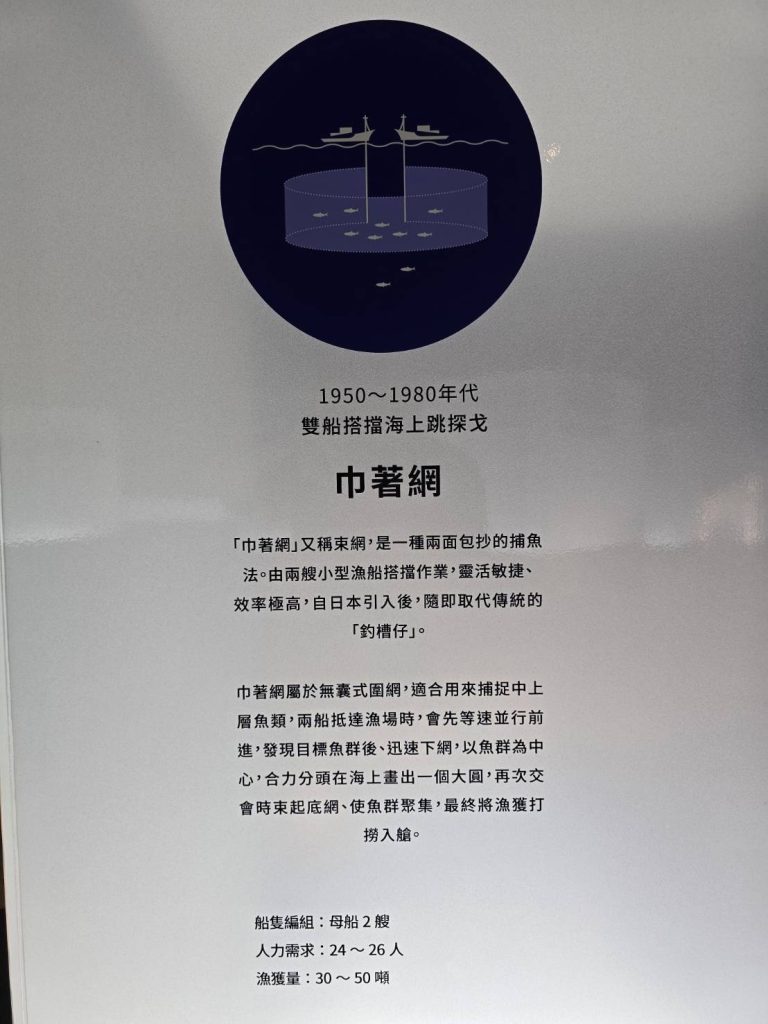 1950～1980年代
雙船搭擋海上跳探戈
巾著網
「巾著網」又稱束網，是一種兩面包抄的捕魚
法。由兩艘小型漁船搭擋作業，靈活敏捷、
效率極高，自日本引入後，隨即取代傳統的
「釣槽仔」。
巾著網屬於無囊式圍網，適合用來捕捉中上
層魚類，兩船抵達漁場時，會先等速並行前
進，發現目標魚群後、迅速下網，以魚群為中
心，合力分頭在海上畫出一個大圓，再次交
會時束起底網、使魚群聚集，最終將漁獲打
撈入艙。
船隻編組：母船 2 艘
人力需求：24 ～ 26 人
漁獲量：30 ～ 50 噸